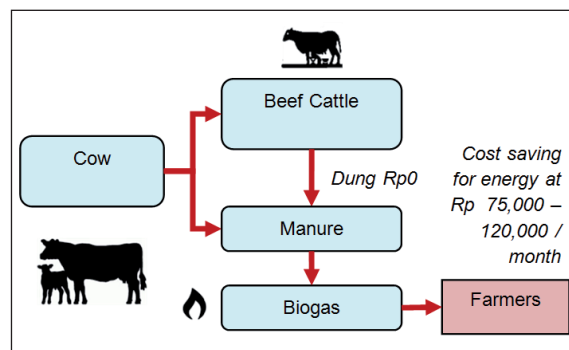 Beef Cattle
Cow
Dung Rp0
Cost saving
for energy at
Rp 75,000 –
120,000 /
month
Manure
Biogas
Farmers